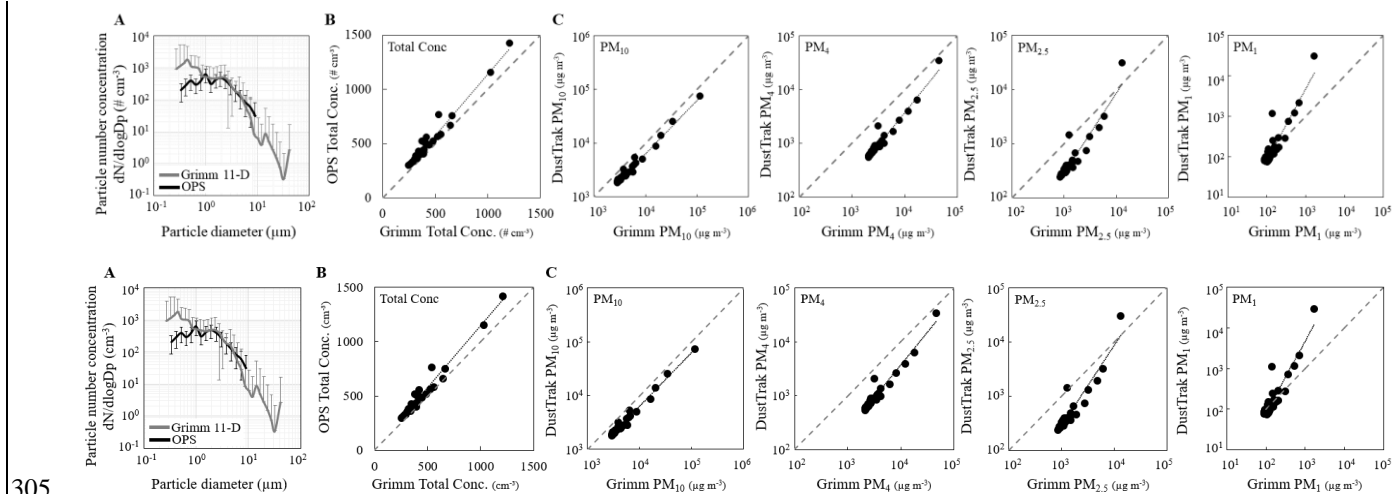 A
Particle number concentration
dN/dlogDp (# cm⁻³)
10⁴
10³
10²
10¹
10⁰
10⁻¹
Grimm 11-D
OPS
10⁻¹ 10⁰ 10¹ 10²
Particle diameter (µm)
B
OPS Total Conc. (# cm³)
Total Conc
1500
1000
500
0
0 500 1000 1500
Grimm Total Conc. (# cm³)
C
DustTrak PM₁₀ (µg m⁻³)
PM₁₀
10⁶
10⁵
10⁴
10³
10³ 10⁴ 10⁵ 10⁶
Grimm PM₁₀ (µg m⁻³)
DustTrak PM₄ (µg m⁻³)
PM₄
10⁵
10⁴
10³
10²
10² 10³ 10⁴ 10⁵
Grimm PM₄ (µg m⁻³)
DustTrak PM₂.₅ (µg m⁻³)
PM₂.₅
10⁵
10⁴
10³
10²
10² 10³ 10⁴ 10⁵
Grimm PM₂.₅ (µg m⁻³)
DustTrak PM₁ (µg m⁻³)
PM₁
10⁵
10⁴
10³
10²
10¹
10¹ 10² 10³ 10⁴ 10⁵
Grimm PM₁ (µg m⁻³)
A
Particle number concentration
dN/dlogDp (cm⁻³)
10⁴
10³
10²
10¹
10⁰
10⁻¹
Grimm 11-D
OPS
10⁻¹ 10⁰ 10¹ 10²
Particle diameter (µm)
B
OPS Total Conc. (cm³)
Total Conc
1500
1000
500
0
0 500 1000 1500
Grimm Total Conc. (cm³)
C
DustTrak PM₁₀ (µg m⁻³)
PM₁₀
10⁶
10⁵
10⁴
10³
10³ 10⁴ 10⁵ 10⁶
Grimm PM₁₀ (µg m⁻³)
DustTrak PM₄ (µg m⁻³)
PM₄
10⁵
10⁴
10³
10²
10² 10³ 10⁴ 10⁵
Grimm PM₄ (µg m⁻³)
DustTrak PM₂.₅ (µg m⁻³)
PM₂.₅
10⁵
10⁴
10³
10²
10² 10³ 10⁴ 10⁵
Grimm PM₂.₅ (µg m⁻³)
DustTrak PM₁ (µg m⁻³)
PM₁
10⁵
10⁴
10³
10²
10¹
10¹ 10² 10³ 10⁴ 10⁵
Grimm PM₁ (µg m⁻³)
305